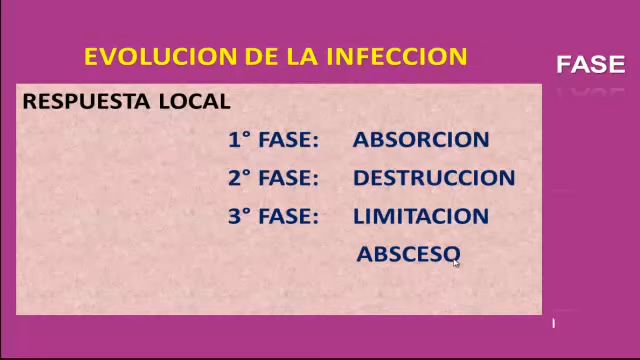 EVOLUCION DE LA INFECCION
FASE
RESPUESTA LOCAL
1° FASE: ABSORCION
2° FASE: DESTRUCCION
3° FASE: LIMITACION
ABSCESO